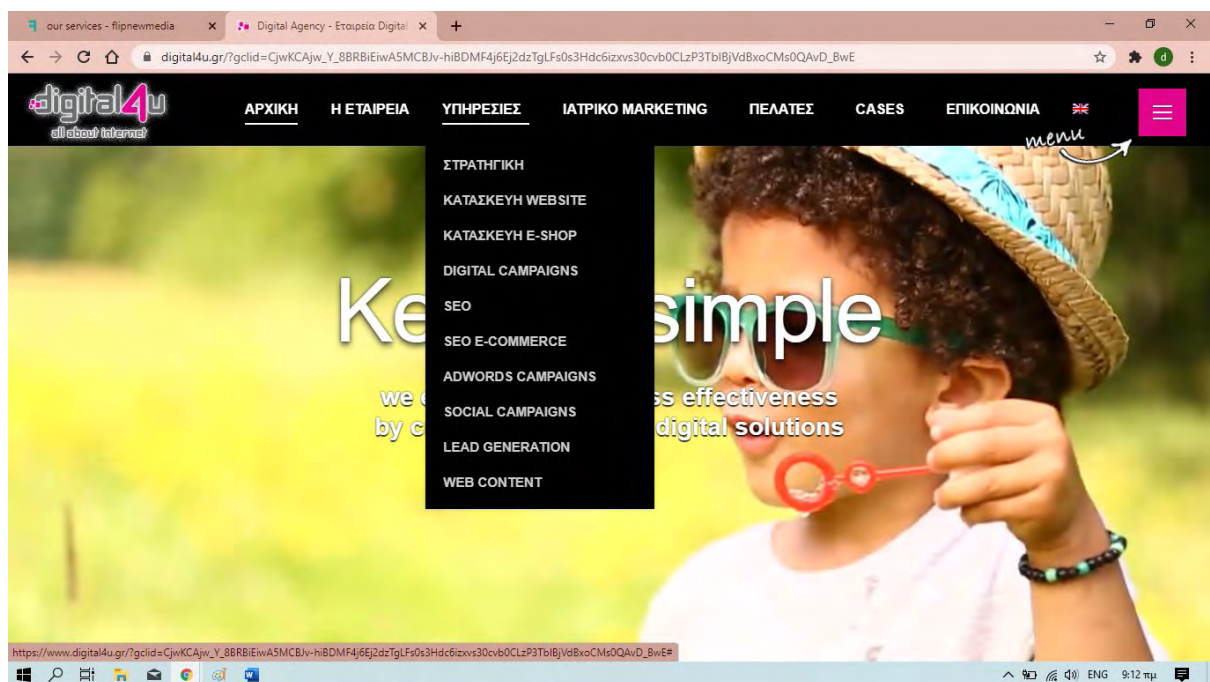 our services - flipnewmedia
Digital Agency - Εταιρεία Digital
digital4u.gr/?gclid=CjwKCAjw_Y_8BRBiEiwA5MCBJv-hiBDMF4j6Ej2dzTgLFs0s3Hdc6izxvs30cvb0CLzP3TbIBjVdBxoCMs0QAvD_BwE
d
digital4u
all about internet
ΑΡΧΙΚΗ Η ΕΤΑΙΡΕΙΑ ΥΠΗΡΕΣΙΕΣ ΙΑΤΡΙΚΟ MARKETING ΠΕΛΑΤΕΣ CASES ΕΠΙΚΟΙΝΩΝΙΑ
menu
ΣΤΡΑΤΗΓΙΚΗ
ΚΑΤΑΣΚΕΥΗ WEBSITE
ΚΑΤΑΣΚΕΥΗ E-SHOP
DIGITAL CAMPAIGNS
SEO
SEO E-COMMERCE
ADWORDS CAMPAIGNS
SOCIAL CAMPAIGNS
LEAD GENERATION
WEB CONTENT
Ke simple
we ss effectiveness
by c digital solutions
https://www.digital4u.gr/?gclid=CjwKCAjw_Y_8BRBiEiwA5MCBJv-hiBDMF4j6Ej2dzTgLFs0s3Hdc6izxvs30cvb0CLzP3TbIBjVdBxoCMs0QAvD_BwE#
ENG 9:12 πμ